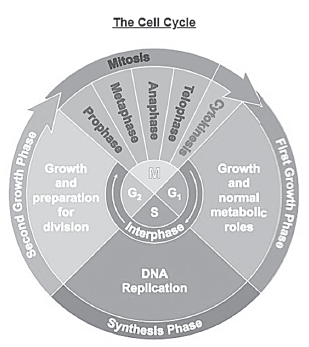 The Cell Cycle
Mitosis
Prophase
Metaphase
Anaphase
Telophase
Cytokinesis
Second Growth Phase
First Growth Phase
Growth
and
preparation
for
division
M
G2
G1
S
Interphase
Growth
and
normal
metabolic
roles
DNA
Replication
Synthesis Phase